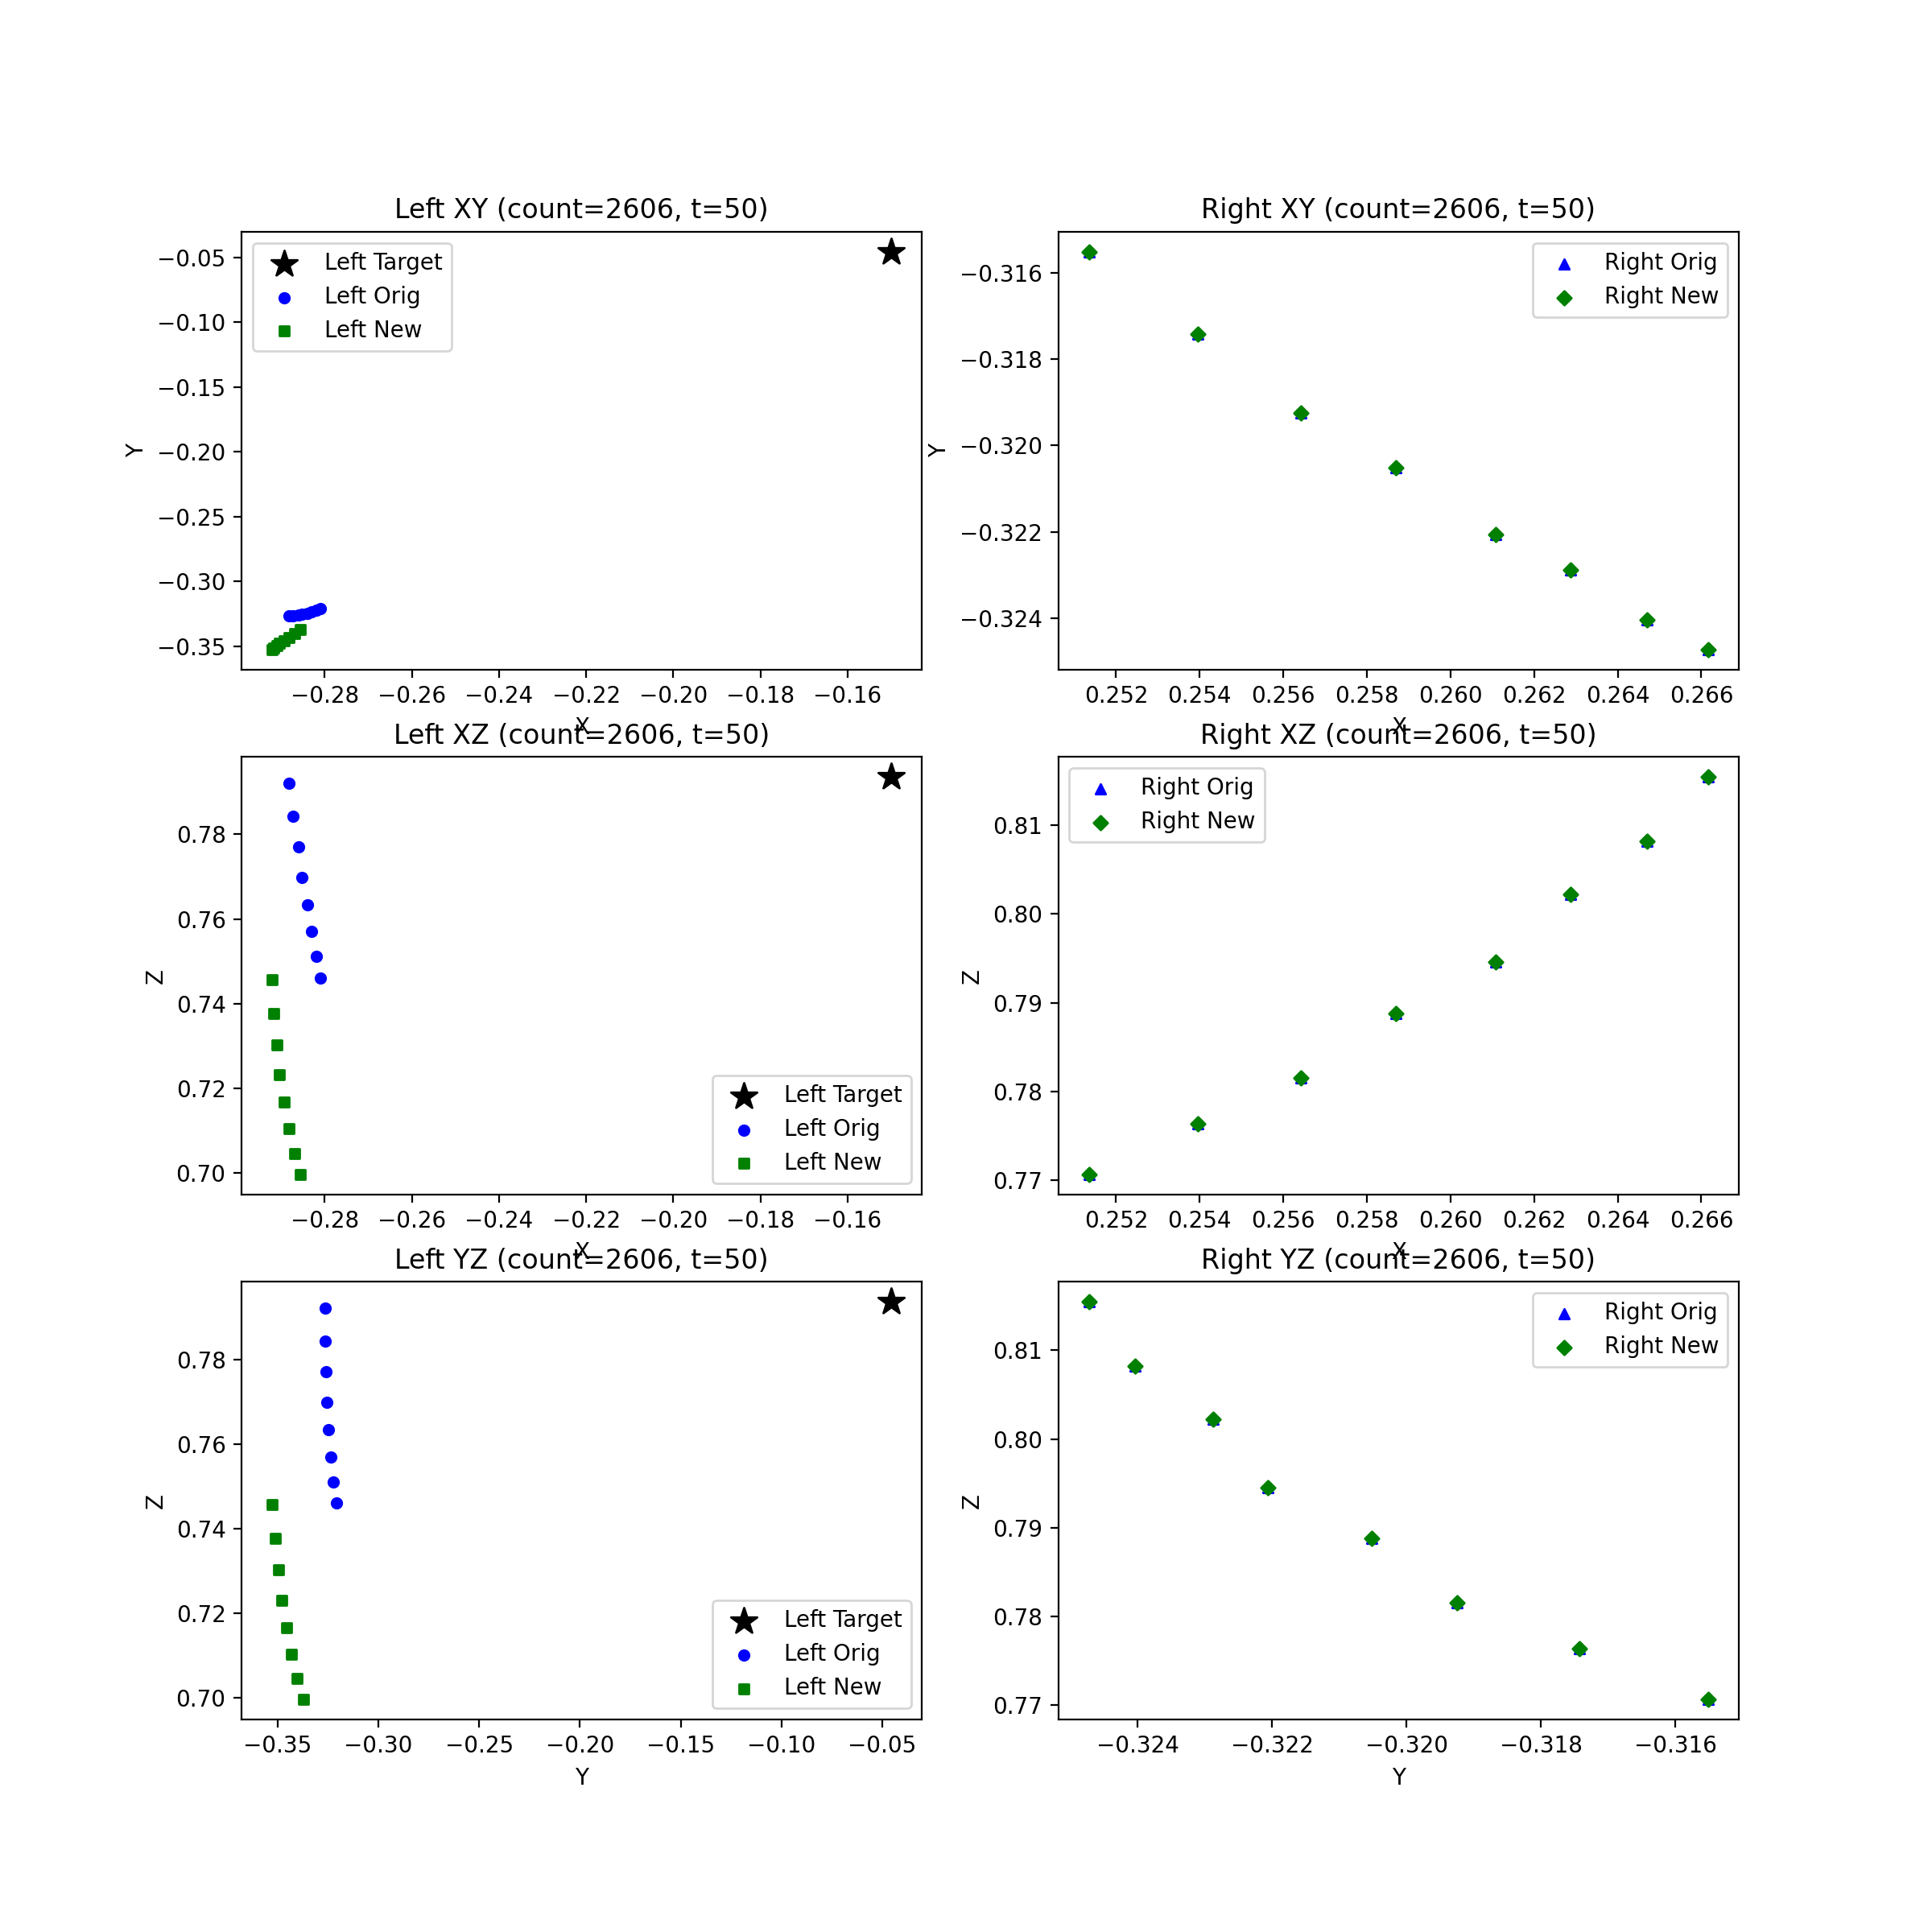 Left XY (count=2606, t=50)
Left Target
Left Orig
Left New
−0.05
−0.10
−0.15
−0.20
−0.25
−0.30
−0.35
Y
−0.28
−0.26
−0.24
−0.22
−0.20
−0.18
−0.16
X
Right XY (count=2606, t=50)
Right Orig
Right New
−0.316
−0.318
−0.320
−0.322
−0.324
Y
0.252
0.254
0.256
0.258
0.260
0.262
0.264
0.266
X
Left XZ (count=2606, t=50)
0.78
0.76
0.74
0.72
0.70
Z
Left Target
Left Orig
Left New
−0.28
−0.26
−0.24
−0.22
−0.20
−0.18
−0.16
X
Right XZ (count=2606, t=50)
Right Orig
Right New
0.81
0.80
0.79
0.78
0.77
Z
0.252
0.254
0.256
0.258
0.260
0.262
0.264
0.266
X
Left YZ (count=2606, t=50)
0.78
0.76
0.74
0.72
0.70
Z
Left Target
Left Orig
Left New
−0.35
−0.30
−0.25
−0.20
−0.15
−0.10
−0.05
Y
Right YZ (count=2606, t=50)
Right Orig
Right New
0.81
0.80
0.79
0.78
0.77
Z
−0.324
−0.322
−0.320
−0.318
−0.316
Y